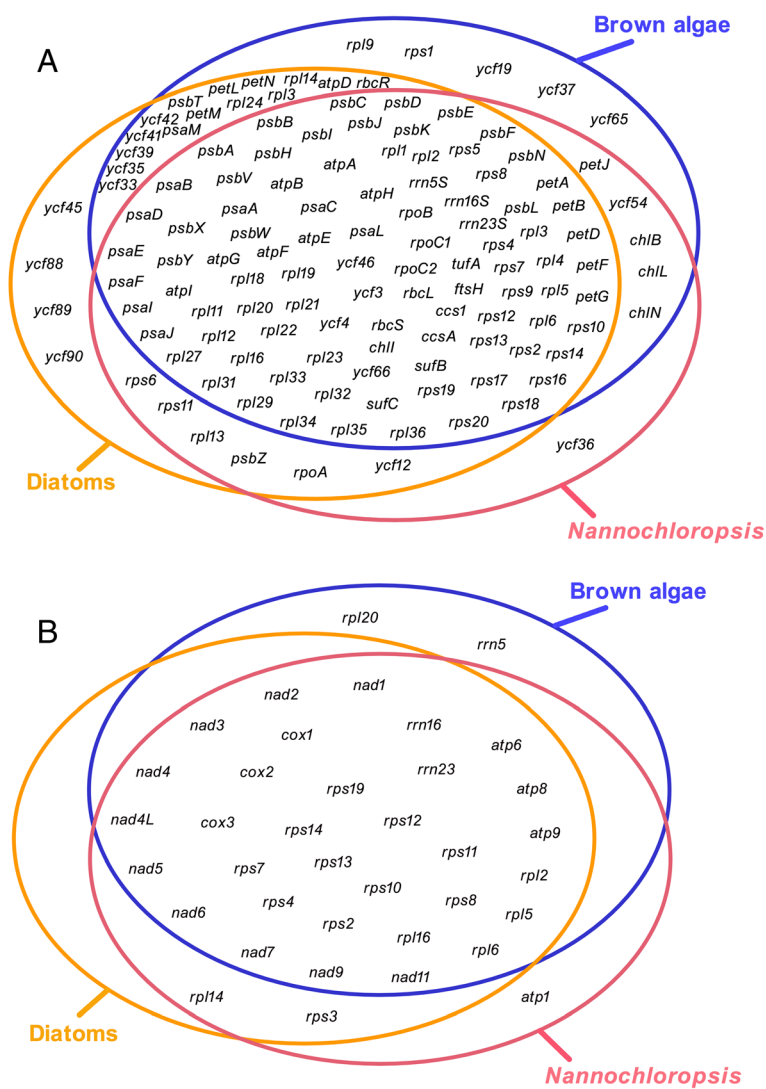 Brown algae
A
rpl9 rps1
ycf19
ycf37
ycf65
petL petN rpl14 atpD rbcR
psbT rpl24 rpl3
ycf42 petM psbC psbD psbE
ycf41 psaM psbB psbI psbJ psbK psbF
ycf39 psbA psbH rpl1 rpl2 rps5 psbN
ycf35 atpA petJ
ycf33 psaB psbV atpB atpH rrn5S rps8 petA
ycf45 psaD psaA psaC rpoB rrn16S psbL petB ycf54
psbX psbW atpE psaL rrn23S rpl3 petD chlB
psaE psbY atpG atpF rpoC1 rps4
ycf88 ycf46 rpoC2 tufA rps7 rpl4 petF chlL
psaF atpI rpl18 rpl19 ycf3 rbcL ftsH rps9 rpl5 petG
ycf89 psaI rpl11 rpl20 rpl21 ccs1 rps12 chlN
psaJ rpl12 rpl22 ycf4 rbcS ccsA rps13 rpl6 rps10
ycf90 rpl27 rpl16 rpl23 chlI sufB rps2 rps14
rps6 rpl31 rpl33 ycf66 rps19 rps17 rps16
rps11 rpl29 rpl32 sufC rps18
rpl34 rpl35 rpl36 rps20
rpl13 psbZ rpoA ycf12 ycf36
Diatoms
Nannochloropsis
Brown algae
B
rpl20
rrn5
nad2 nad1
nad3 cox1 rrn16
atp6
nad4 cox2 rrn23
rps19 atp8
nad4L cox3 rps14 rps12 atp9
nad5 rps7 rps13 rps11
rps10 rpl2
nad6 rps4 rps8
rps2 rpl16 rpl5
nad7 rpl6
nad9 nad11
rpl14 rps3 atp1
Diatoms
Nannochloropsis